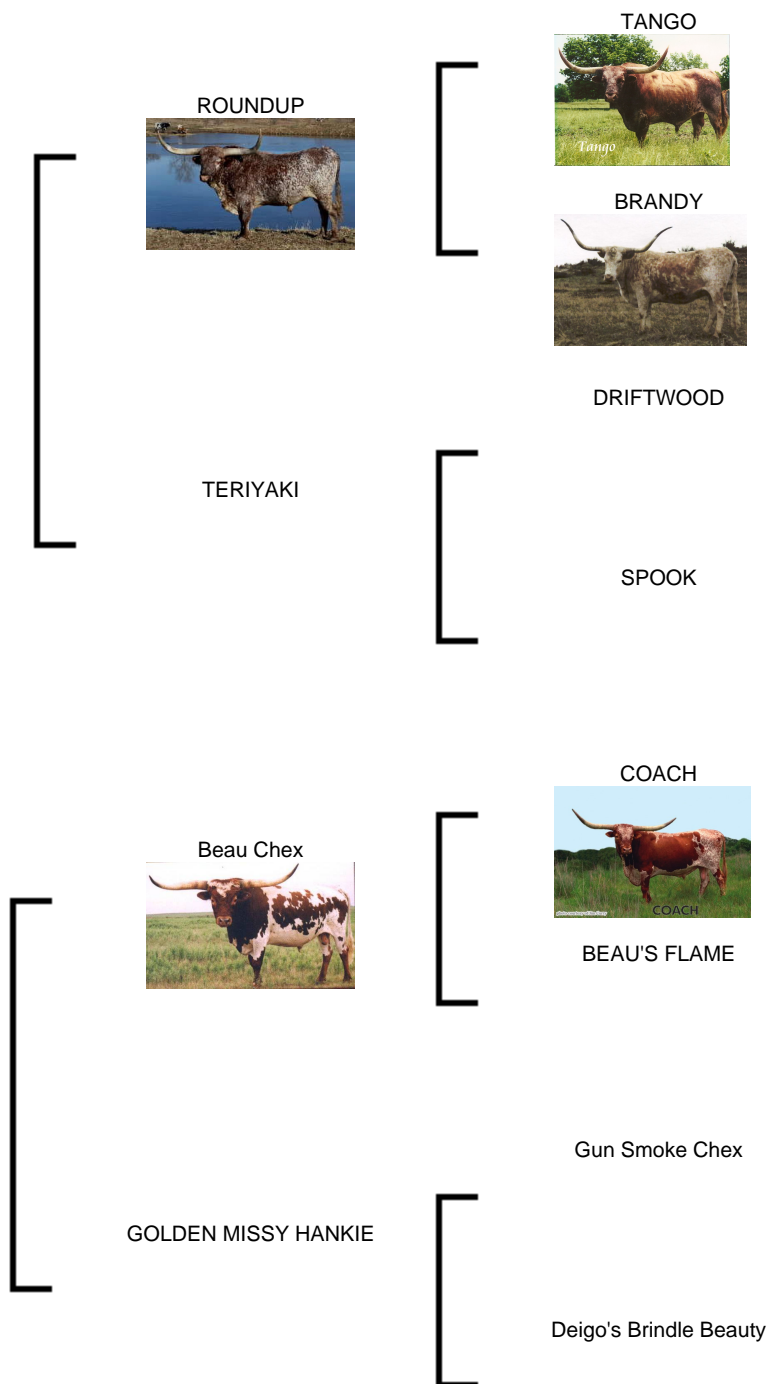 TANGO
ROUNDUP
Tango
BRANDY
DRIFTWOOD
TERIYAKI
SPOOK
COACH
Beau Chex
COACH
BEAU'S FLAME
Gun Smoke Chex
GOLDEN MISSY HANKIE
Deigo's Brindle Beauty